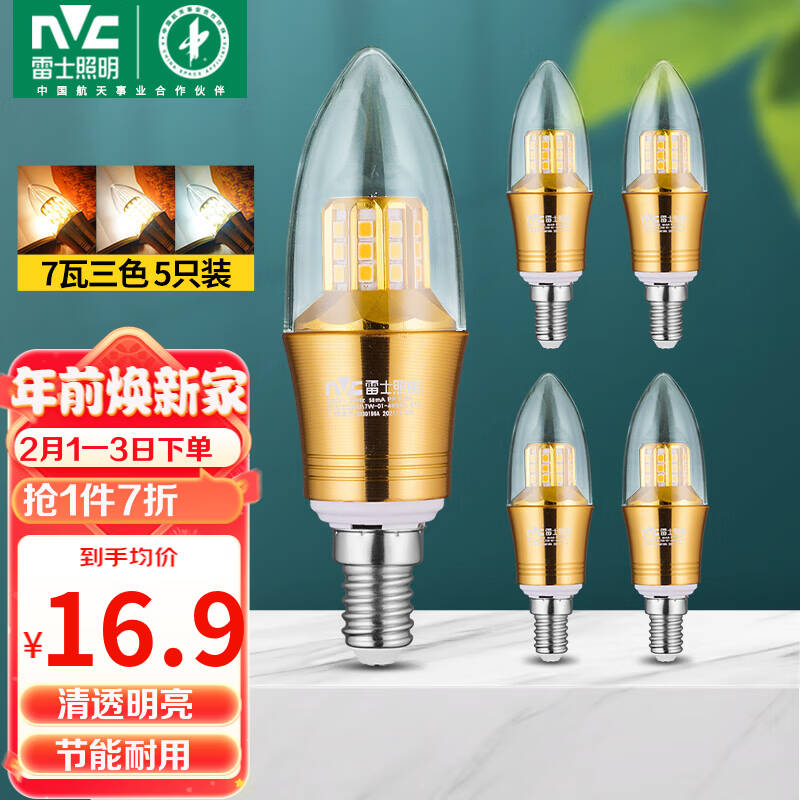 NVC
雷士照明
中国航天事业合作伙伴
7瓦三色 5只装
年前焕新家
2月1—3日下单
抢1件7折
到手均价
¥16.9
清透明亮
节能耐用
NVC雷士照明